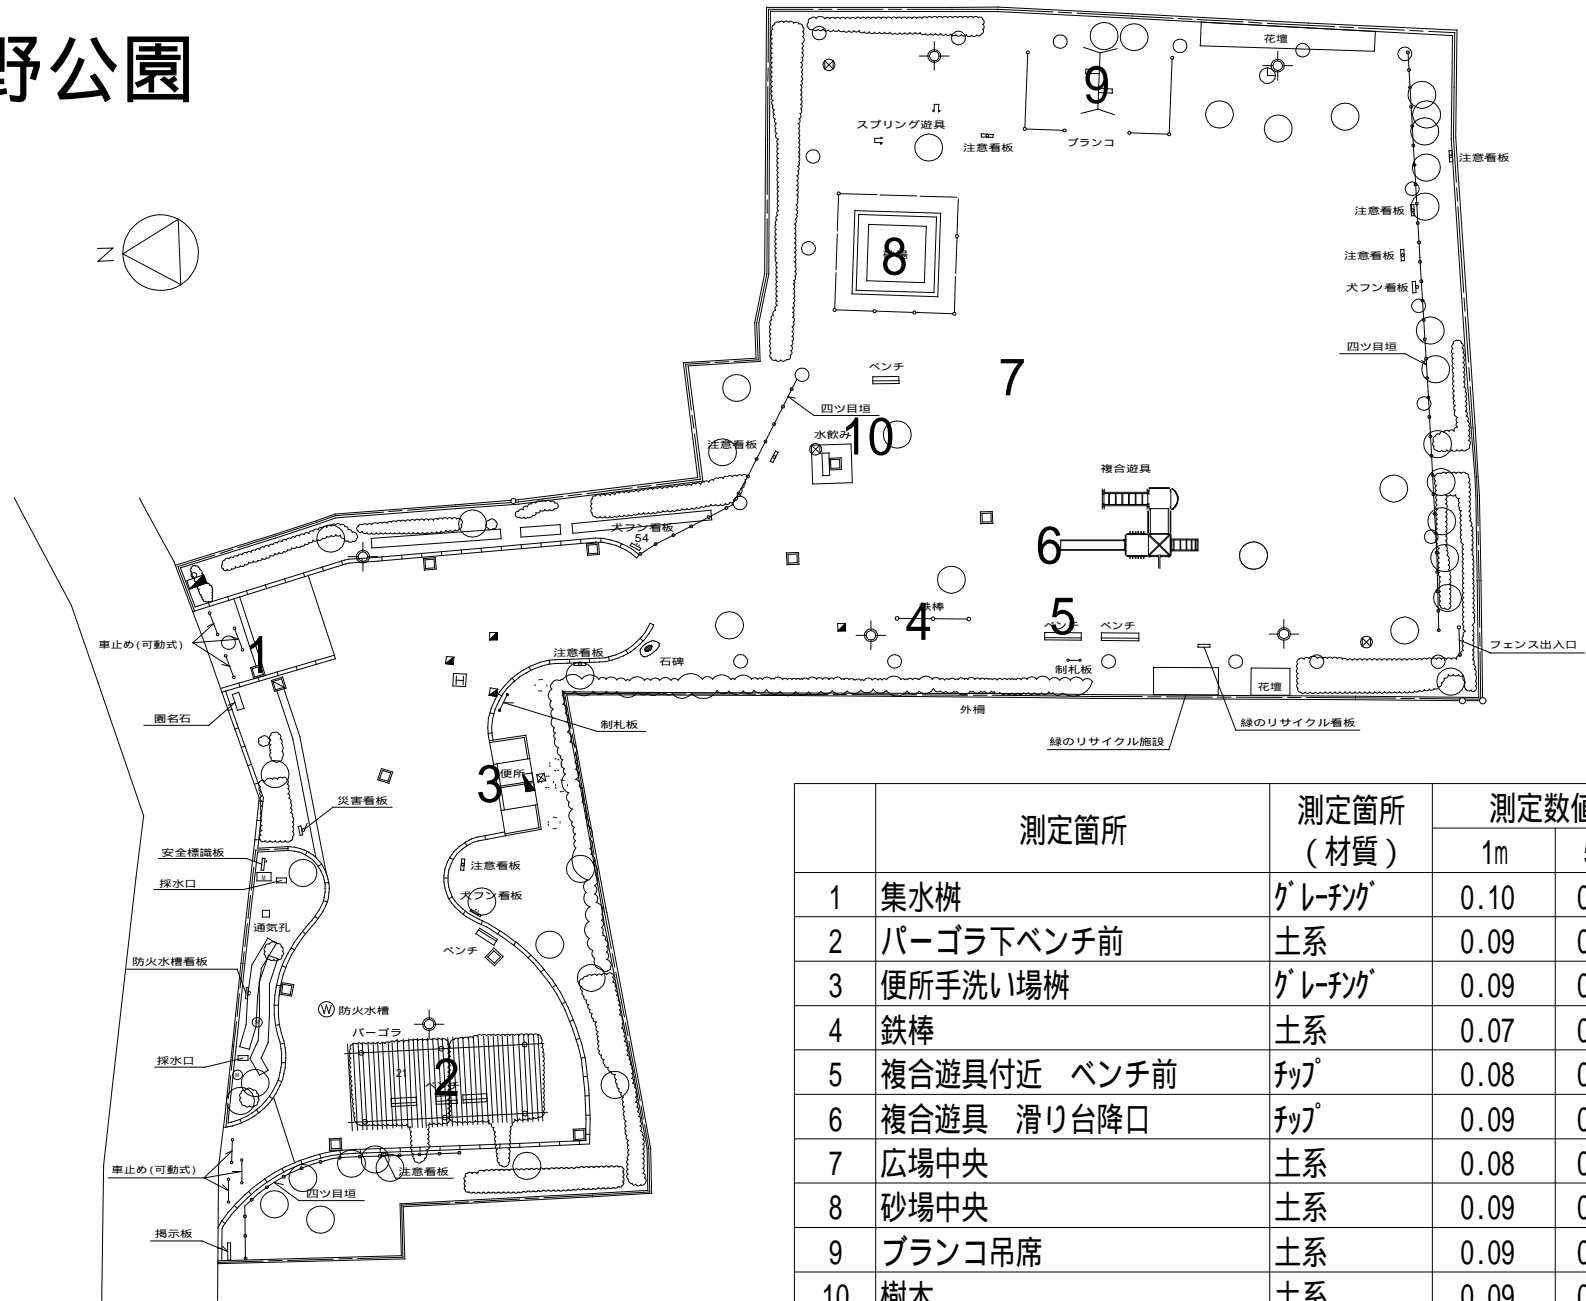 野公園
N
花壇
9
スプリング遊具
注意看板
ブランコ
注意看板
注意看板
8
注意看板
犬フン看板
四ツ目垣
ベンチ
7
四ツ目垣
水飲み
10
注意看板
複合遊具
犬フン看板
54
6
鉄棒
4
5
ベンチ
ベンチ
車止め(可動式)
1
注意看板
石碑
制札板
フェンス出入口
花壇
園名石
制札板
外柵
緑のリサイクル看板
緑のリサイクル施設
3
便所
災害看板
安全標識板
採水口
注意看板
犬フン看板
通気孔
ベンチ
防火水槽看板
W 防火水槽
パーゴラ
採水口
21
2
ベンチ
車止め(可動式)
注意看板
四ツ目垣
掲示板
測定箇所 測定箇所(材質) 測定数値
1m
1 集水桝 グレーチング 0.10
2 パーゴラ下ベンチ前 土系 0.09
3 便所手洗い場桝 グレーチング 0.09
4 鉄棒 土系 0.07
5 複合遊具付近 ベンチ前 チップ 0.08
6 複合遊具 滑り台降口 チップ 0.09
7 広場中央 土系 0.08
8 砂場中央 土系 0.09
9 ブランコ吊席 土系 0.09
10 樹木 土系 0.09